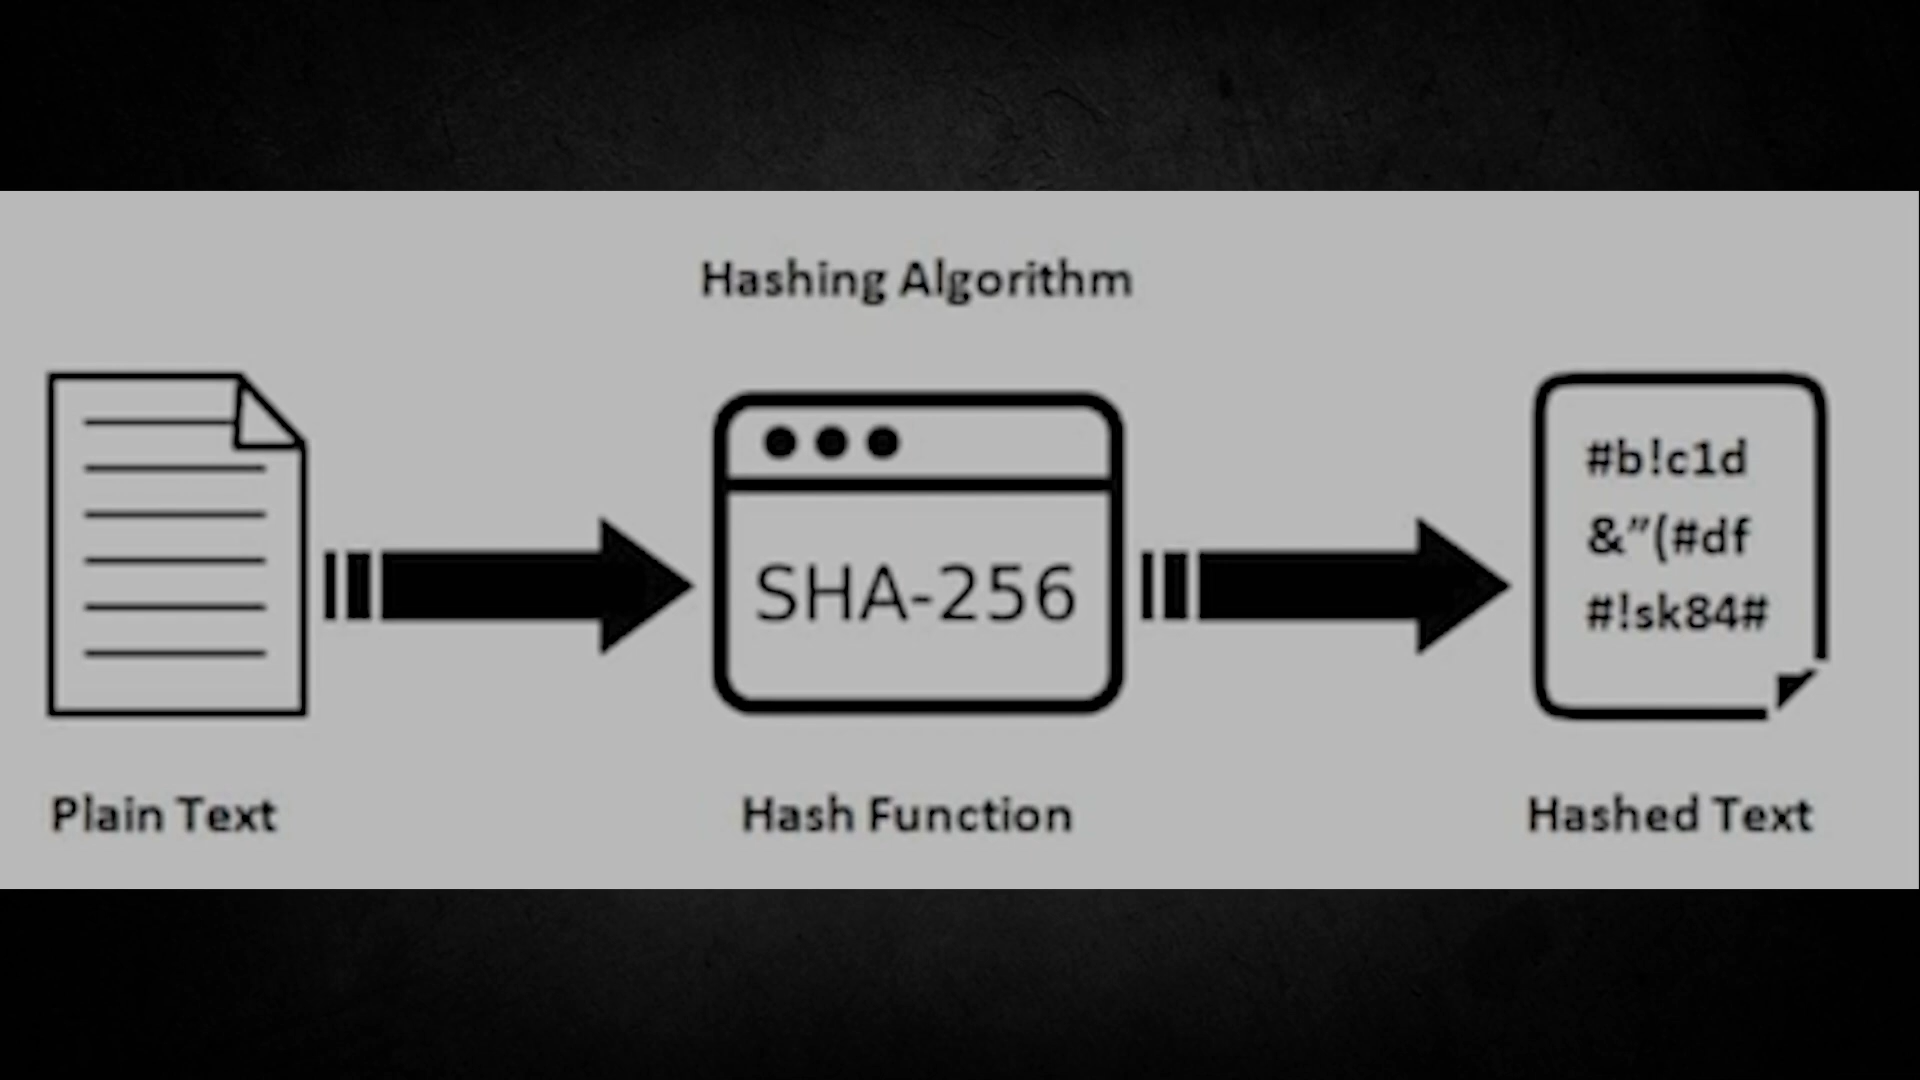 Hashing Algorithm
SHA-256
#b!c1d
&”(#df
#!sk84#
Plain Text
Hash Function
Hashed Text